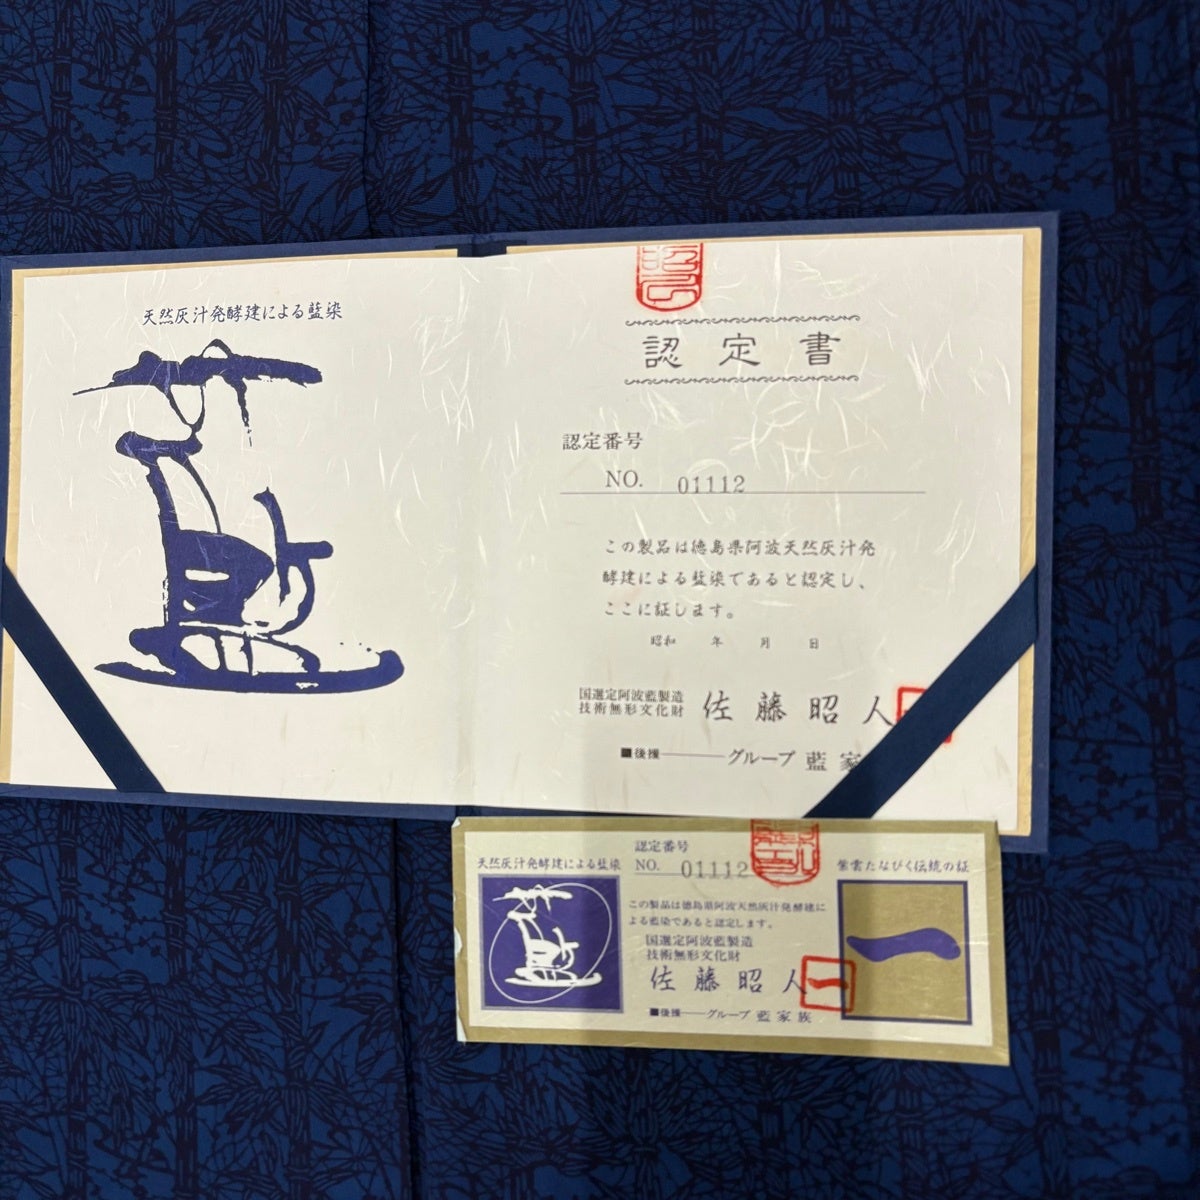 天然灰汁発酵建による藍染
藍
認定書
認定番号
NO. 01112
この製品は徳島県阿波天然灰汁発
酵建による藍染であると認定し、
ここに証します。
昭和 年 月 日
国選定阿波藍製造
技術無形文化財
佐藤昭人
■後援──グループ 藍家
天然灰汁発酵建による藍染
藍
認定番号
NO. 01112
この製品は徳島県阿波天然灰汁発酵建に
よる藍染であると認定します。
国選定阿波藍製造
技術無形文化財
佐藤昭人
■後援──グループ 藍家族
紫雲たなびく伝統の証